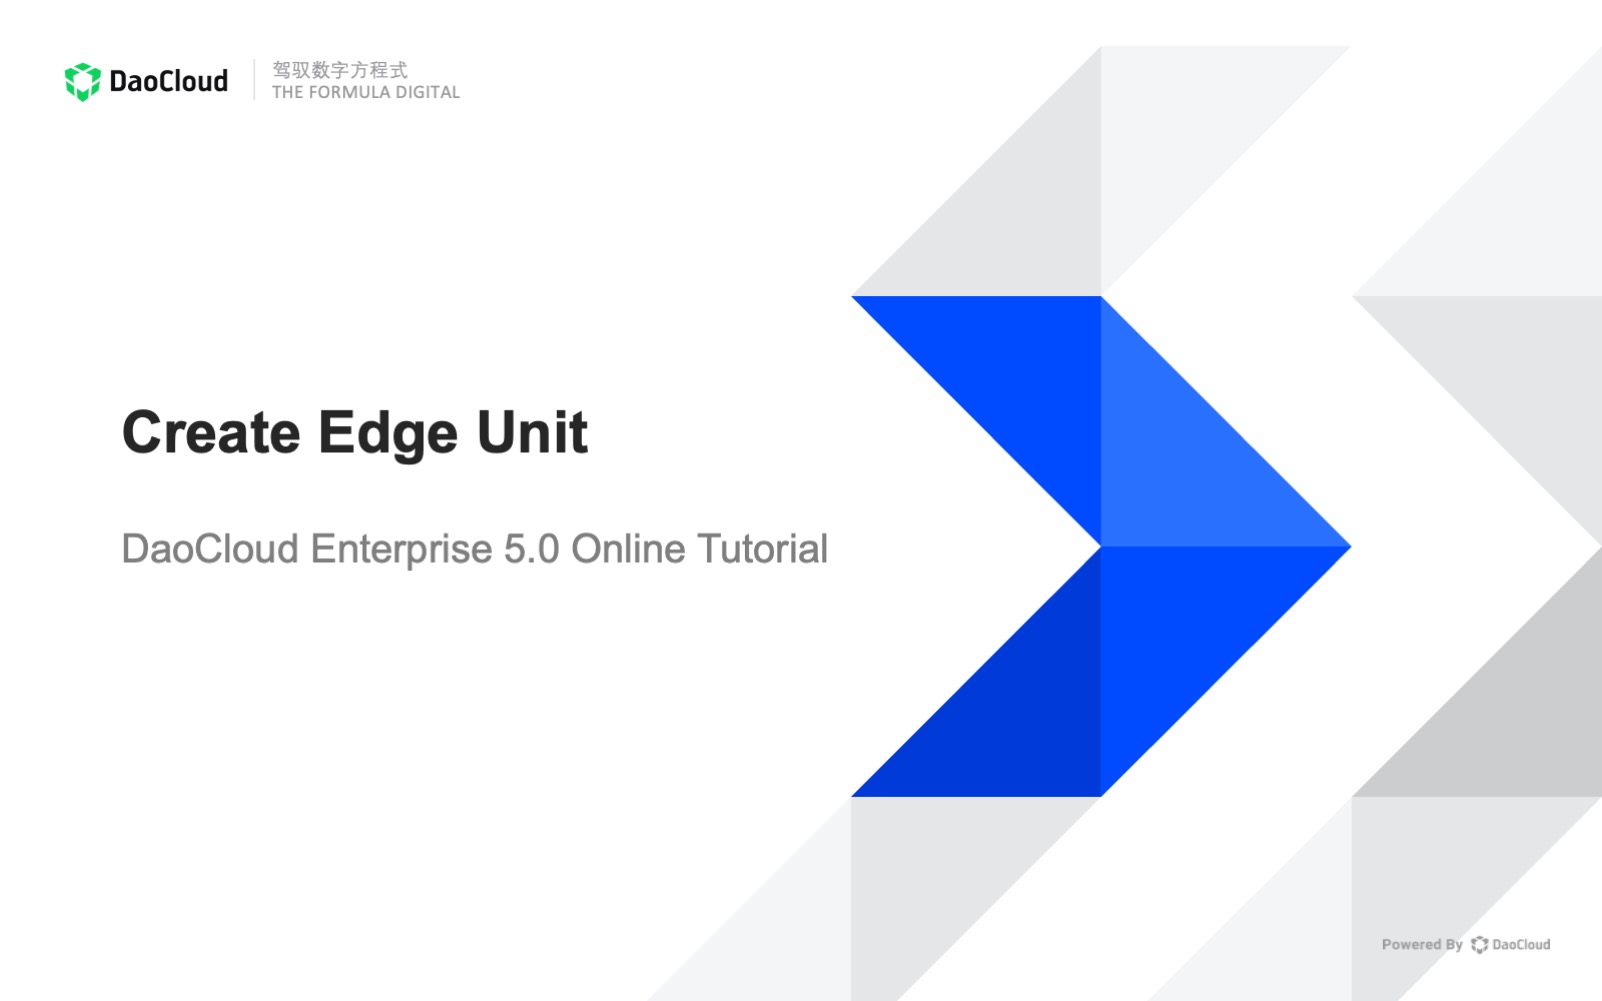 DaoCloud
驾驭数字方程式
THE FORMULA DIGITAL
Create Edge Unit
DaoCloud Enterprise 5.0 Online Tutorial
Powered By DaoCloud